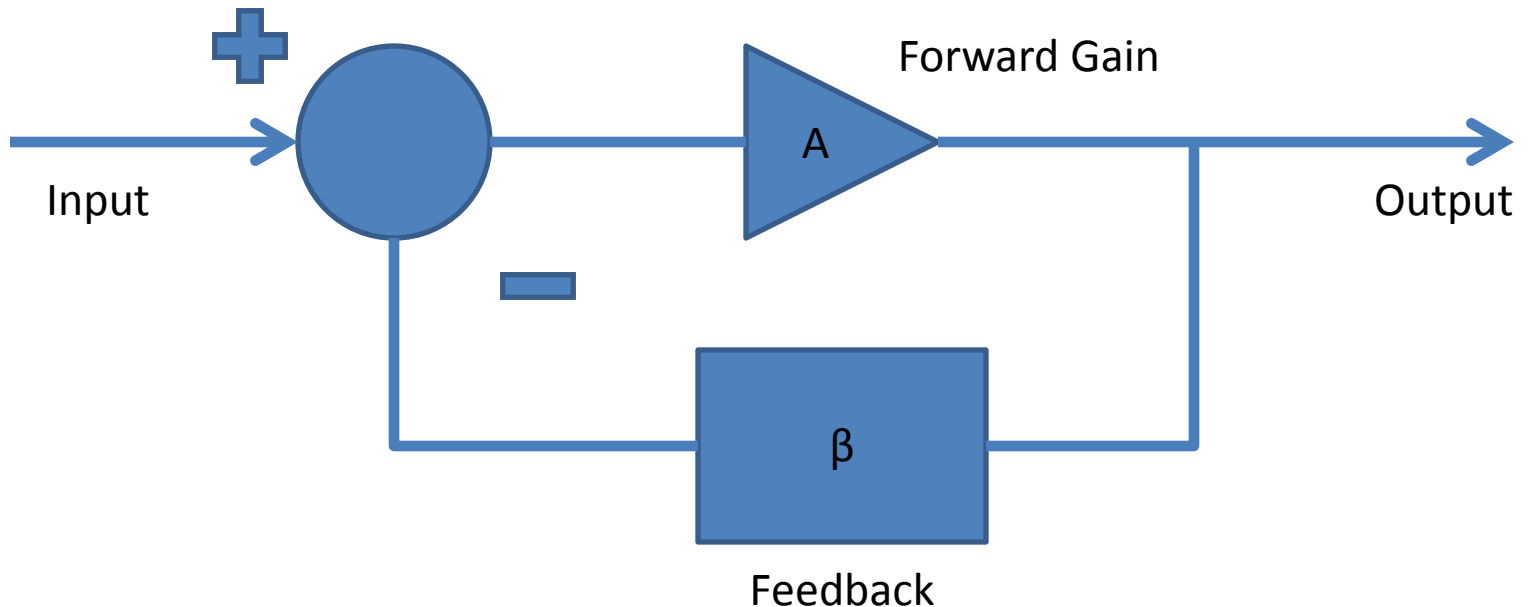 Forward Gain
A
Input
Output
β
Feedback